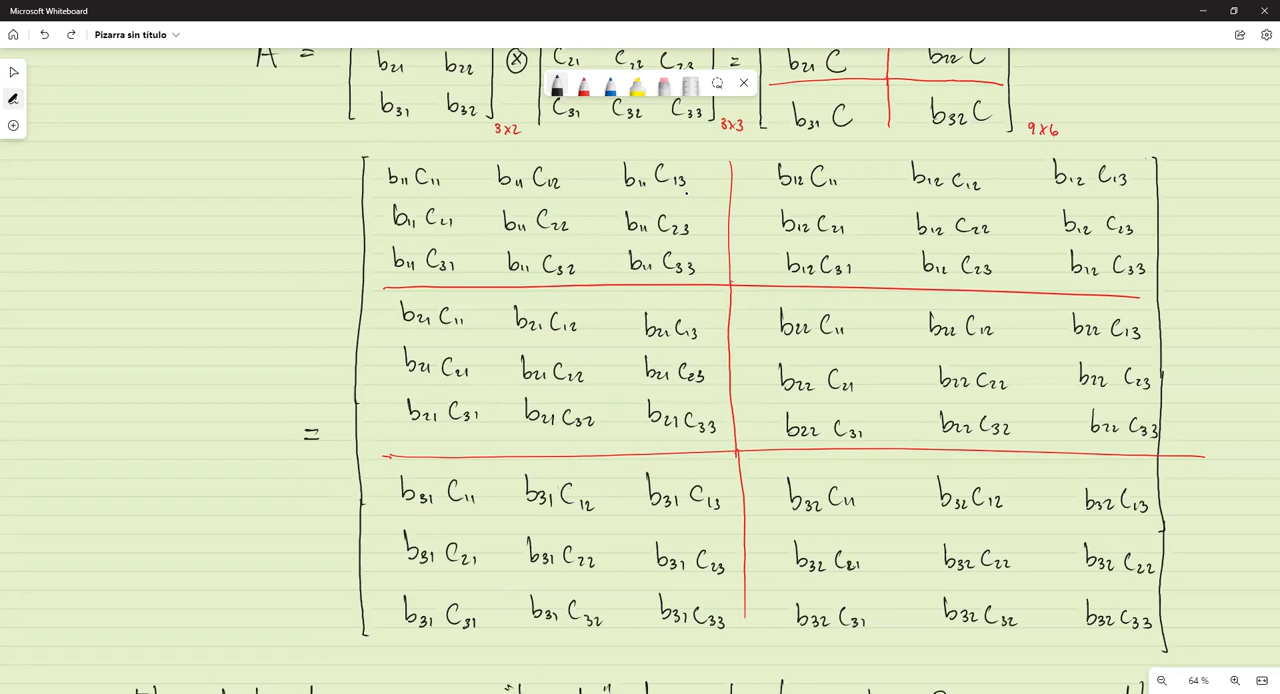 Microsoft Whiteboard
Pizarra sin título
A = [ b21 b22 ⊗ C21 C22 C23 = b21 C b22 C
b31 b32 ] 3x2 C31 C32 C33 ] 3x3 b31 C b32 C ] 9x6
b11 C11 b11 C12 b11 C13 b12 C11 b12 C12 b12 C13
b11 C21 b11 C22 b11 C23 b12 C21 b12 C22 b12 C23
b11 C31 b11 C32 b11 C33 b12 C31 b12 C23 b12 C33
b21 C11 b21 C12 b21 C13 b22 C11 b22 C12 b22 C13
b21 C21 b21 C22 b21 C23 b22 C21 b22 C22 b22 C23
= b21 C31 b21 C32 b21 C33 b22 C31 b22 C32 b22 C33
b31 C11 b31 C12 b31 C13 b32 C11 b32 C12 b32 C13
b31 C21 b31 C22 b31 C23 b32 C21 b32 C22 b32 C22
b31 C31 b31 C32 b31 C33 b32 C31 b32 C32 b32 C33
64 %